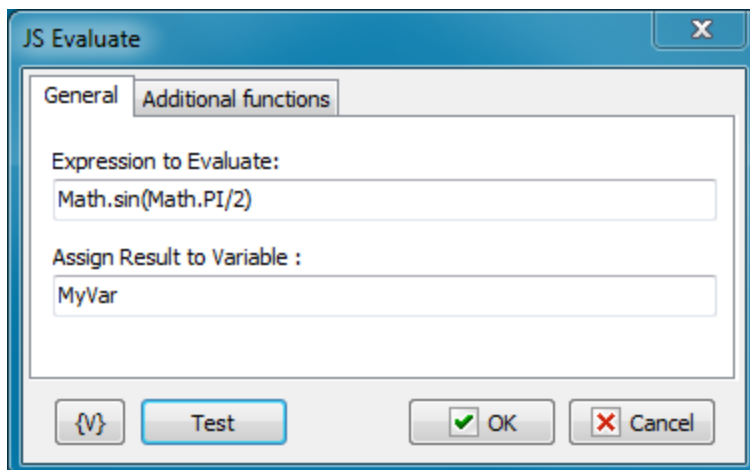 JS Evaluate
General Additional functions
Expression to Evaluate:
Math.sin(Math.PI/2)
Assign Result to Variable :
MyVar
{V} Test OK Cancel